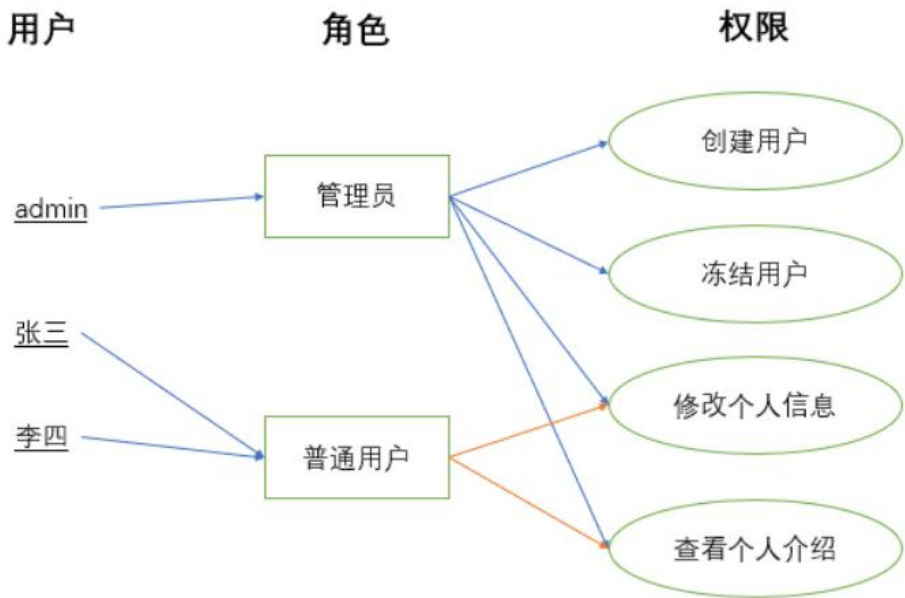 用户
角色
权限
admin
张三
李四
管理员
普通用户
创建用户
冻结用户
修改个人信息
查看个人介绍